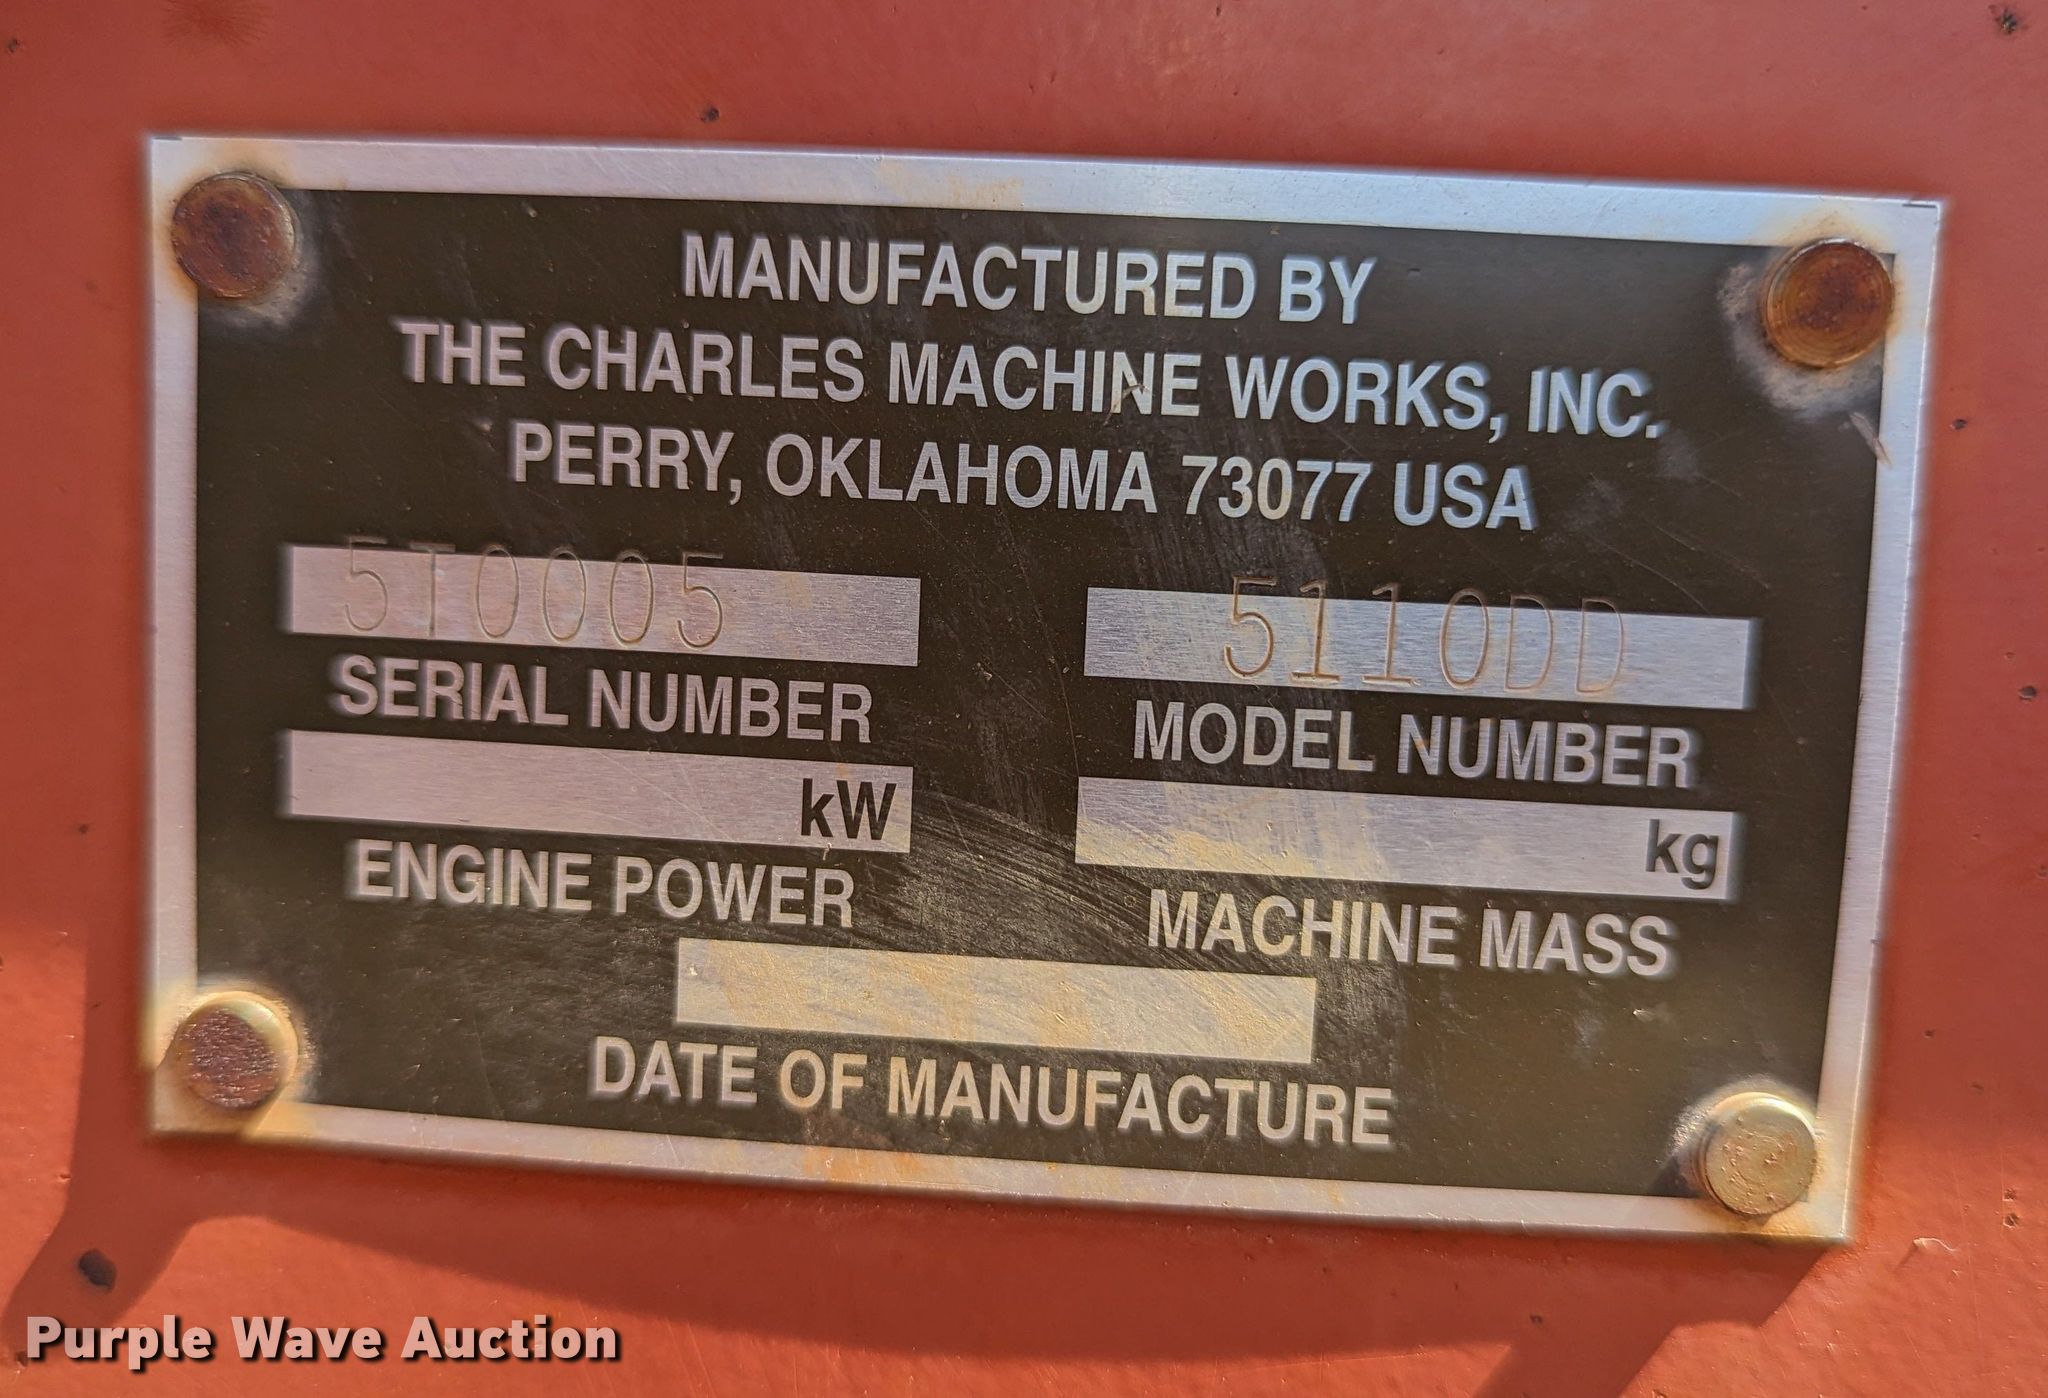 MANUFACTURED BY
THE CHARLES MACHINE WORKS, INC.
PERRY, OKLAHOMA 73077 USA
5T0005 5110DD
SERIAL NUMBER MODEL NUMBER
kW kg
ENGINE POWER MACHINE MASS
DATE OF MANUFACTURE
Purple Wave Auction